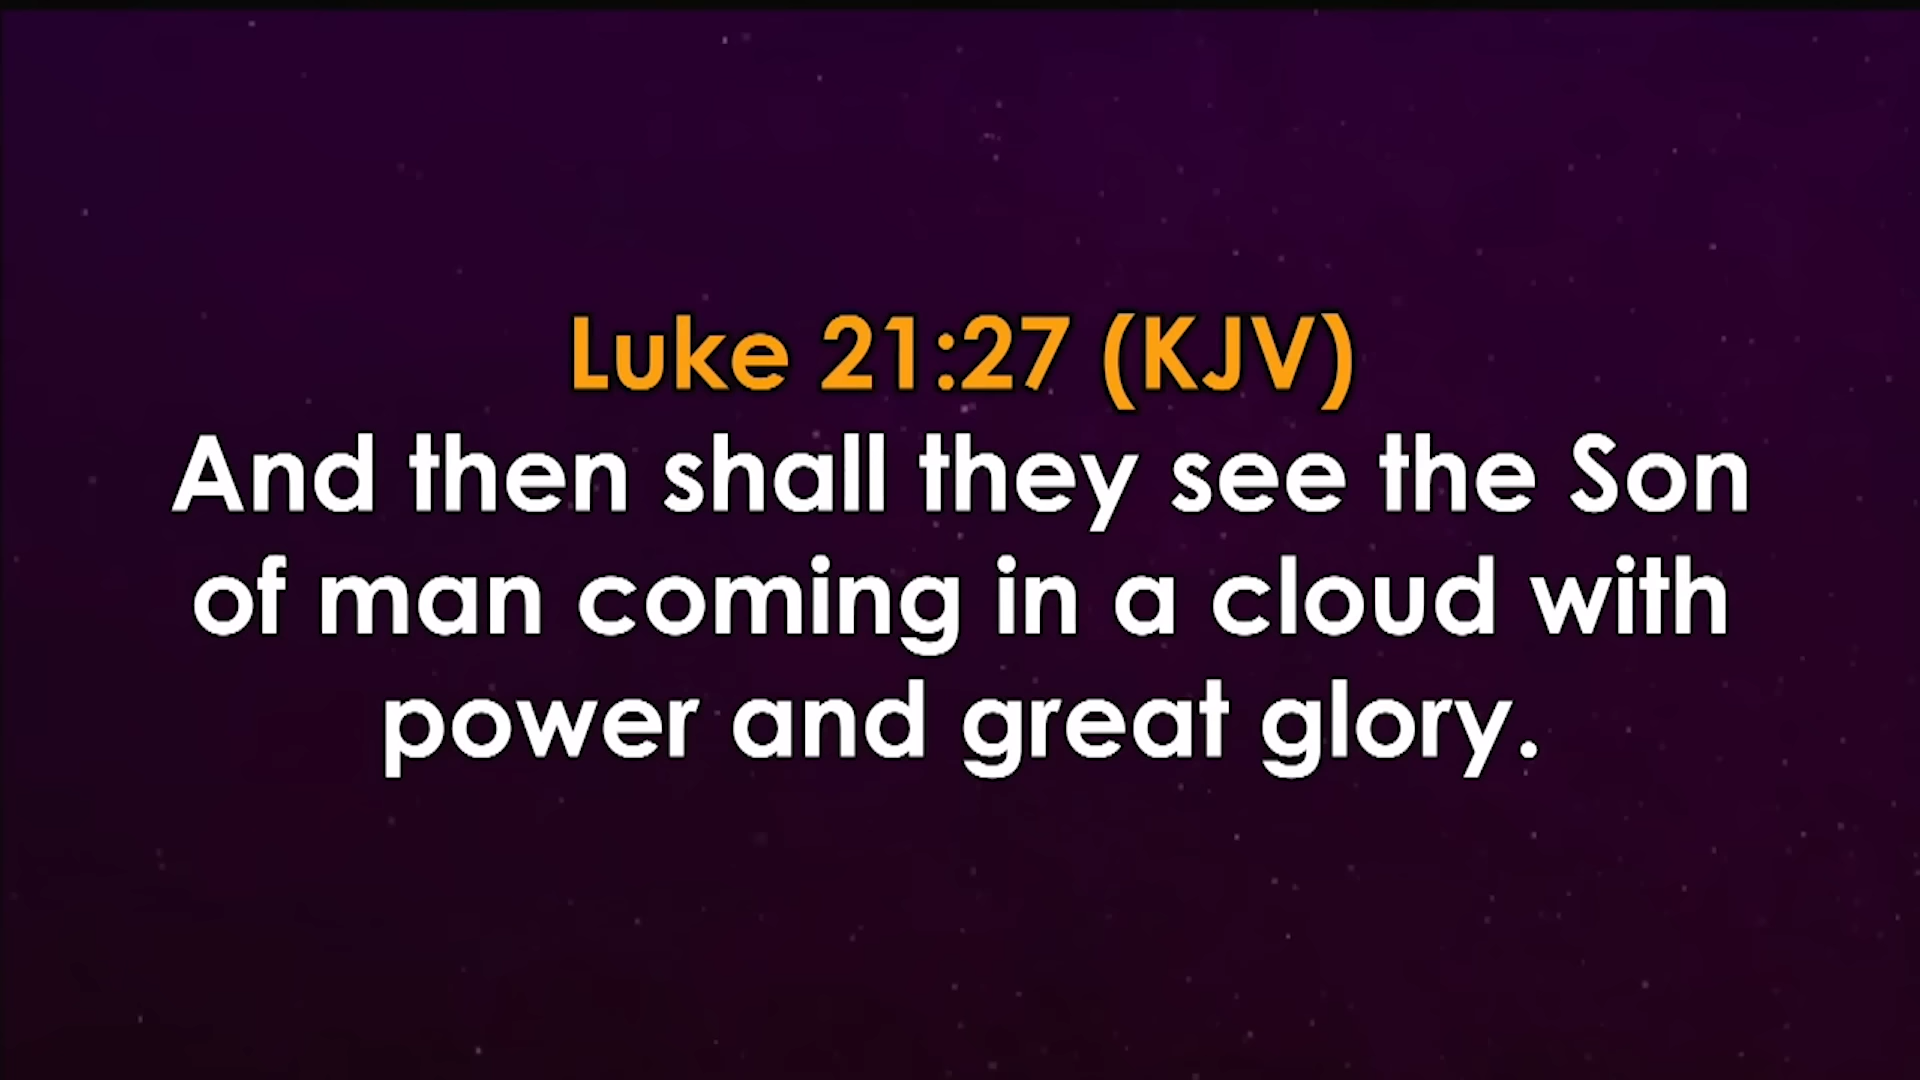 Luke 21:27 (KJV)
And then shall they see the Son
of man coming in a cloud with
power and great glory.